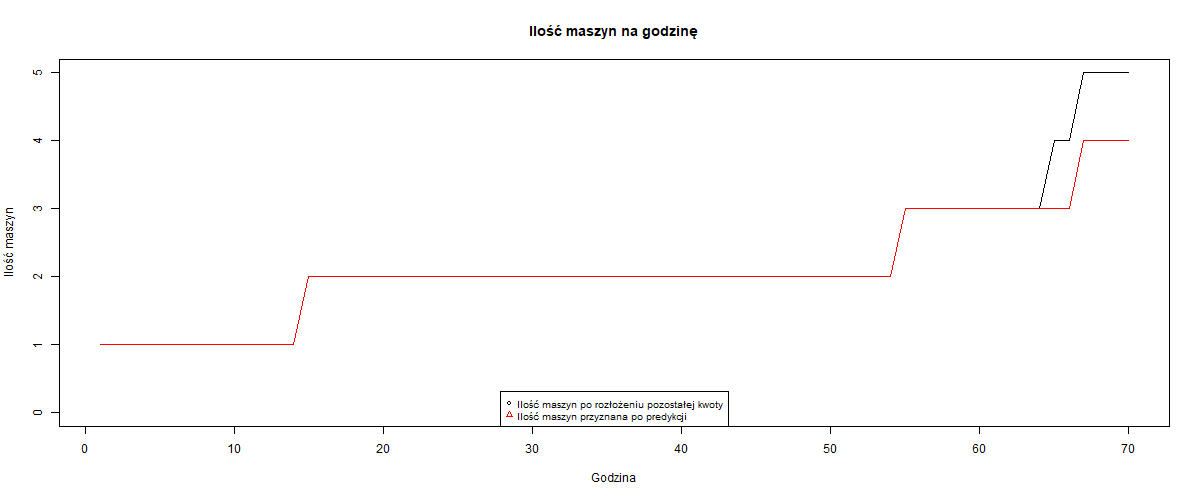 Ilość maszyn na godzinę
Ilość maszyn
5
4
3
2
1
0
Ilość maszyn po rozłożeniu pozostałej kwoty
Ilość maszyn przyznana po predykcji
0 10 20 30 40 50 60 70
Godzina